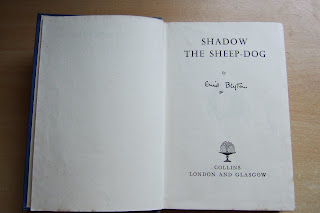 SHADOW
THE SHEEP-DOG
by
Enid Blyton
COLLINS
LONDON AND GLASGOW